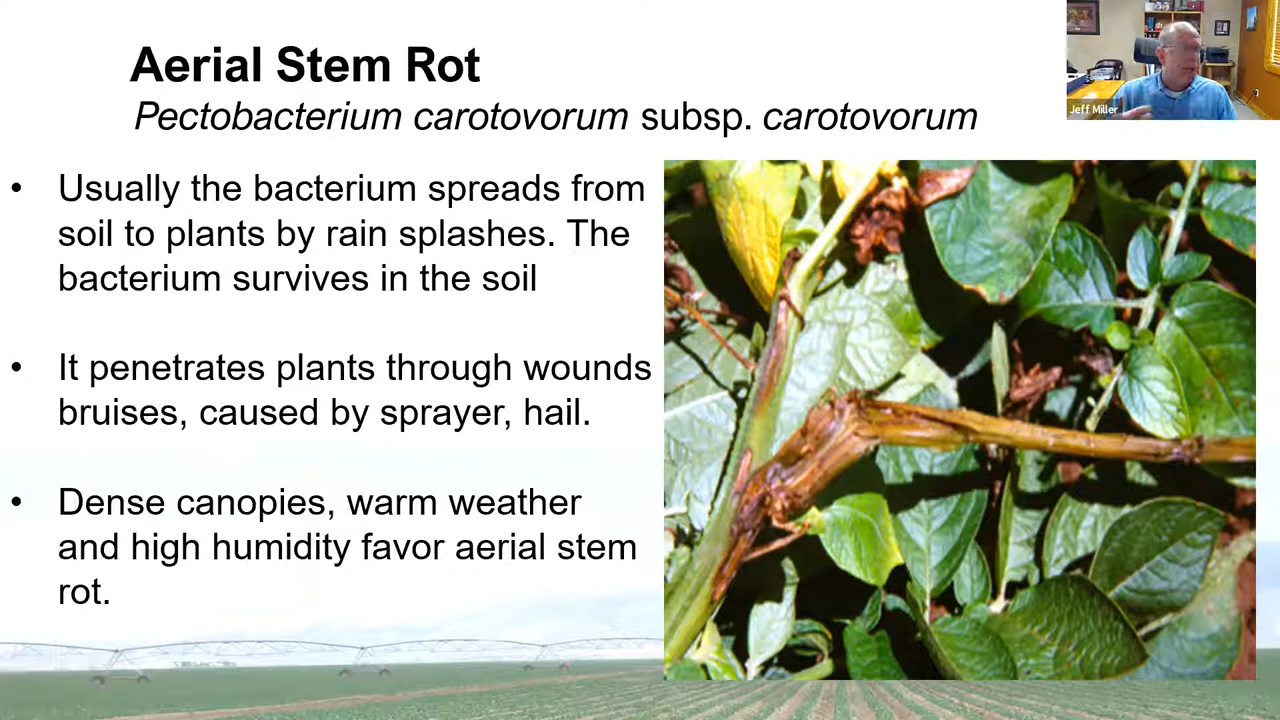 Aerial Stem Rot
Pectobacterium carotovorum subsp. carotovorum
Jeff Miller
• Usually the bacterium spreads from
soil to plants by rain splashes. The
bacterium survives in the soil
• It penetrates plants through wounds
bruises, caused by sprayer, hail.
• Dense canopies, warm weather
and high humidity favor aerial stem
rot.